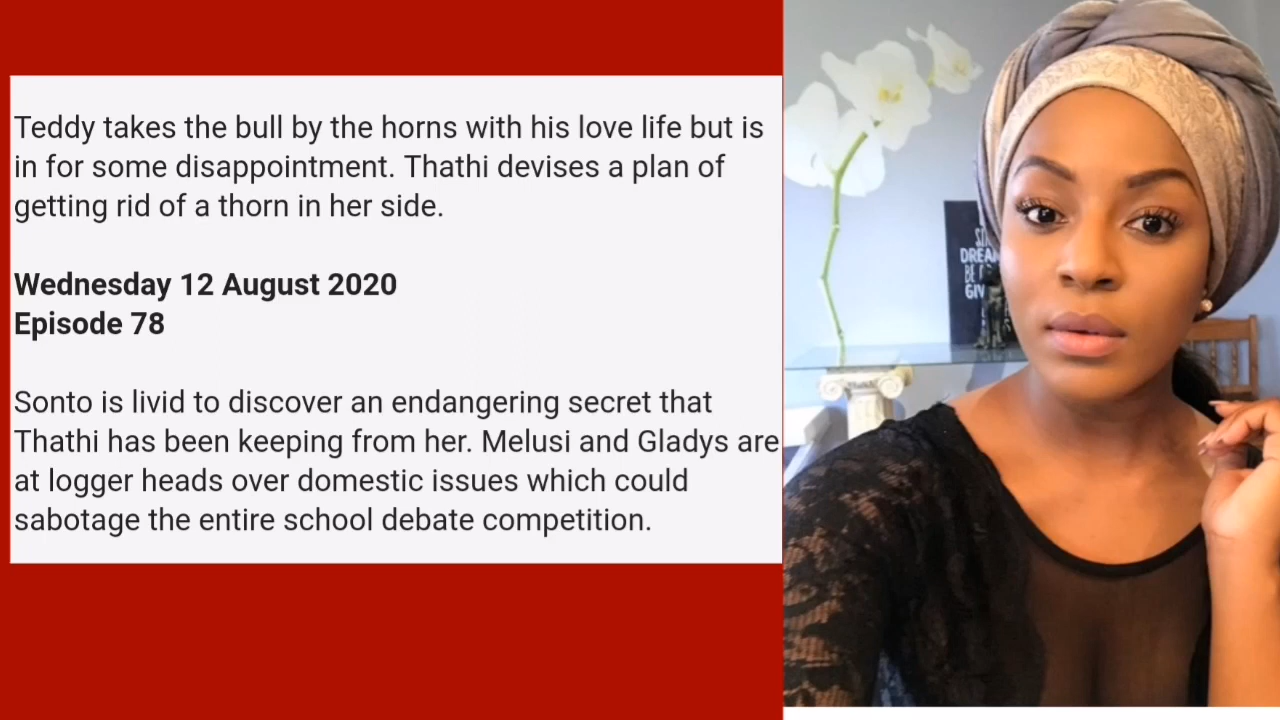 Teddy takes the bull by the horns with his love life but is
in for some disappointment. Thathi devises a plan of
getting rid of a thorn in her side.
Wednesday 12 August 2020
Episode 78
Sonto is livid to discover an endangering secret that
Thathi has been keeping from her. Melusi and Gladys are
at logger heads over domestic issues which could
sabotage the entire school debate competition.
DREAM
BE
GIV